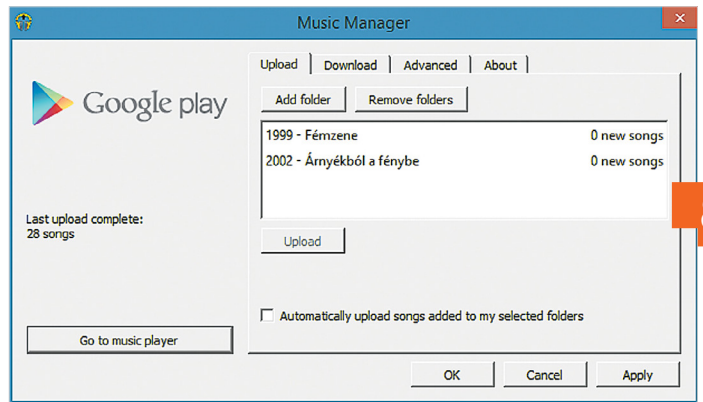 Music Manager
Upload Download Advanced About
Google play
Add folder Remove folders
1999 - Fémzene 0 new songs
2002 - Árnyékból a fénybe 0 new songs
Last upload complete:
28 songs
Upload
Automatically upload songs added to my selected folders
Go to music player
OK Cancel Apply